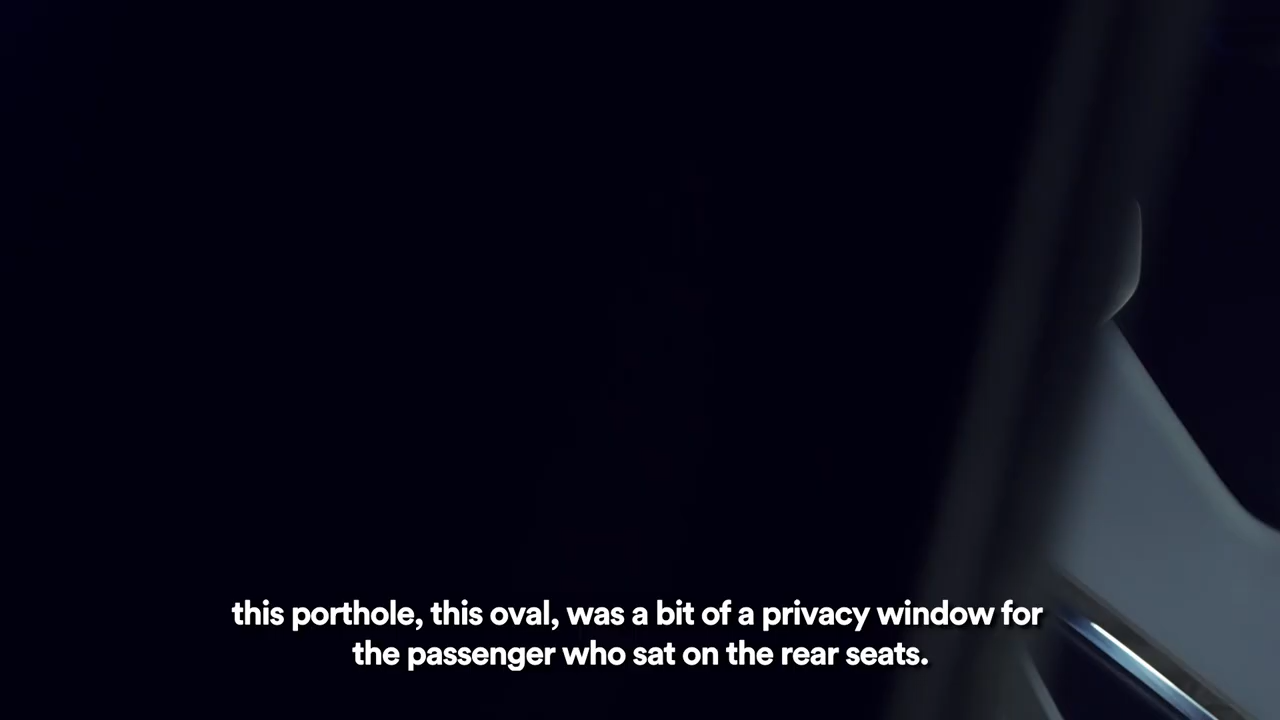 this porthole, this oval, was a bit of a privacy window for
the passenger who sat on the rear seats.